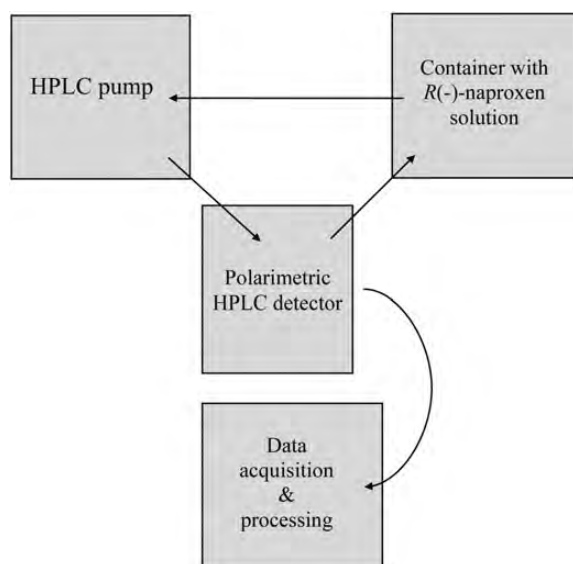 HPLC pump
Container with
R(-)-naproxen
solution
Polarimetric
HPLC detector
Data
acquisition
&
processing